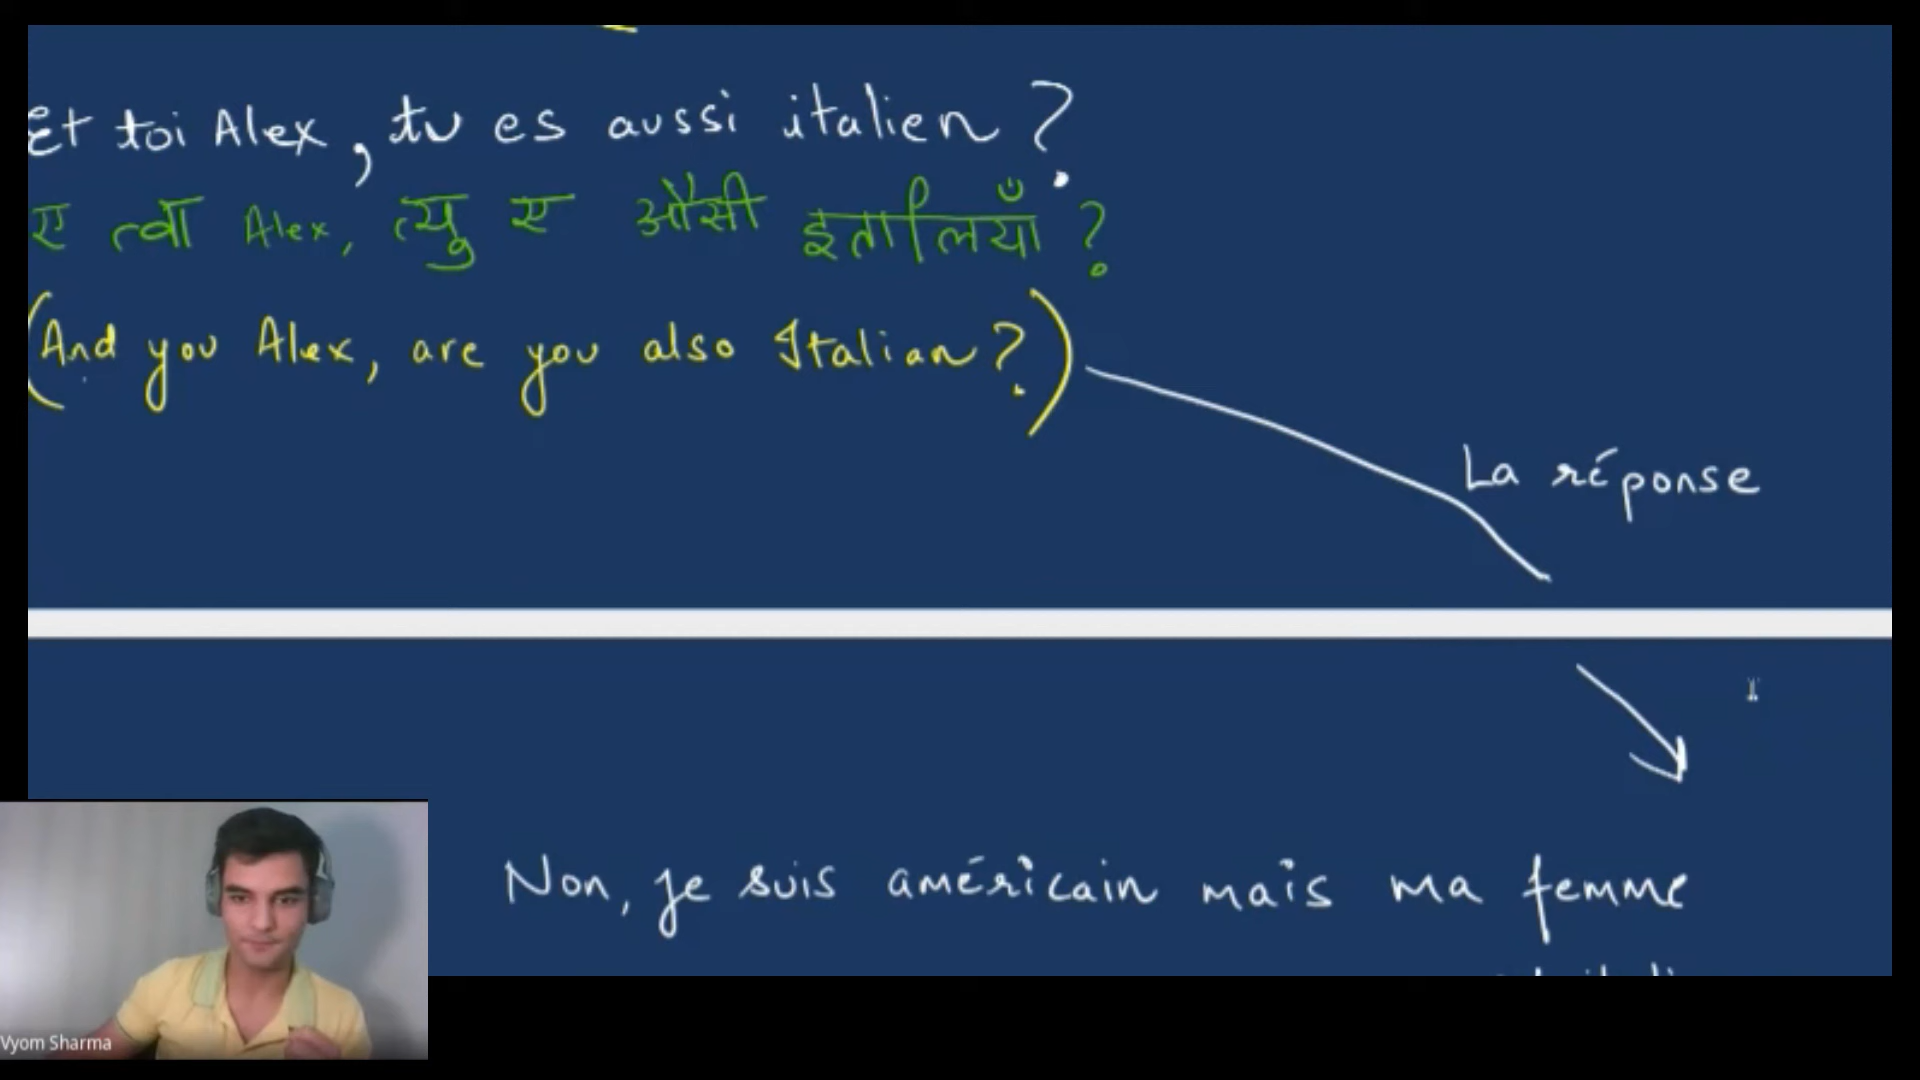 Et toi Alex, tu es aussi italien ?
ए त्वा Alex, त्यु ए औसी इतालियाँ ?
(And you Alex, are you also Italian ?)
La réponse
Non, je suis américain mais ma femme
Vyom Sharma